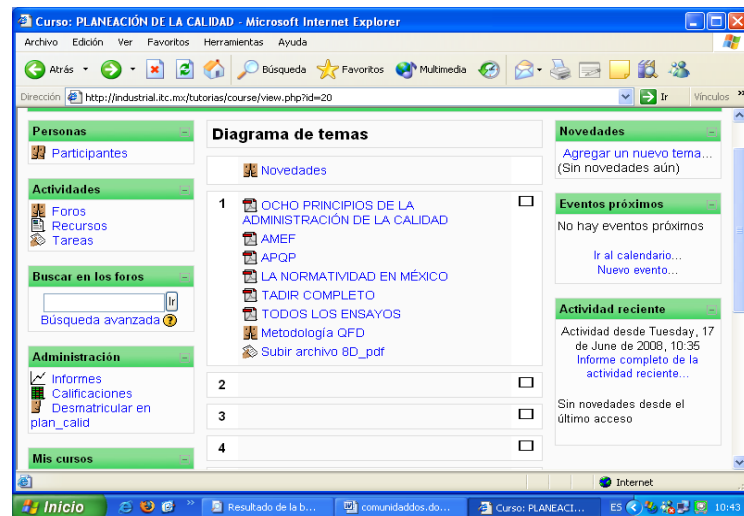 Curso: PLANEACIÓN DE LA CALIDAD - Microsoft Internet Explorer
Archivo Edición Ver Favoritos Herramientas Ayuda
Atrás Búsqueda Favoritos Multimedia
Dirección http://industrial.itc.mx/tutorias/course/view.php?id=20 Ir Vínculos »
Personas
Participantes
Actividades
Foros
Recursos
Tareas
Buscar en los foros
Ir
Búsqueda avanzada ?
Administración
Informes
Calificaciones
Desmatricular en
plan_calid
Mis cursos
Diagrama de temas
Novedades
1 OCHO PRINCIPIOS DE LA
ADMINISTRACIÓN DE LA CALIDAD
AMEF
APQP
LA NORMATIVIDAD EN MÉXICO
TADIR COMPLETO
TODOS LOS ENSAYOS
Metodología QFD
Subir archivo 8D_pdf
2
3
4
Novedades
Agregar un nuevo tema...
(Sin novedades aún)
Eventos próximos
No hay eventos próximos
Ir al calendario...
Nuevo evento...
Actividad reciente
Actividad desde Tuesday, 17
de June de 2008, 10:35
Informe completo de la
actividad reciente...
Sin novedades desde el
último acceso
Internet
Inicio » Resultado de la b... comunidaddos.do... Curso: PLANEACI... ES 10:43